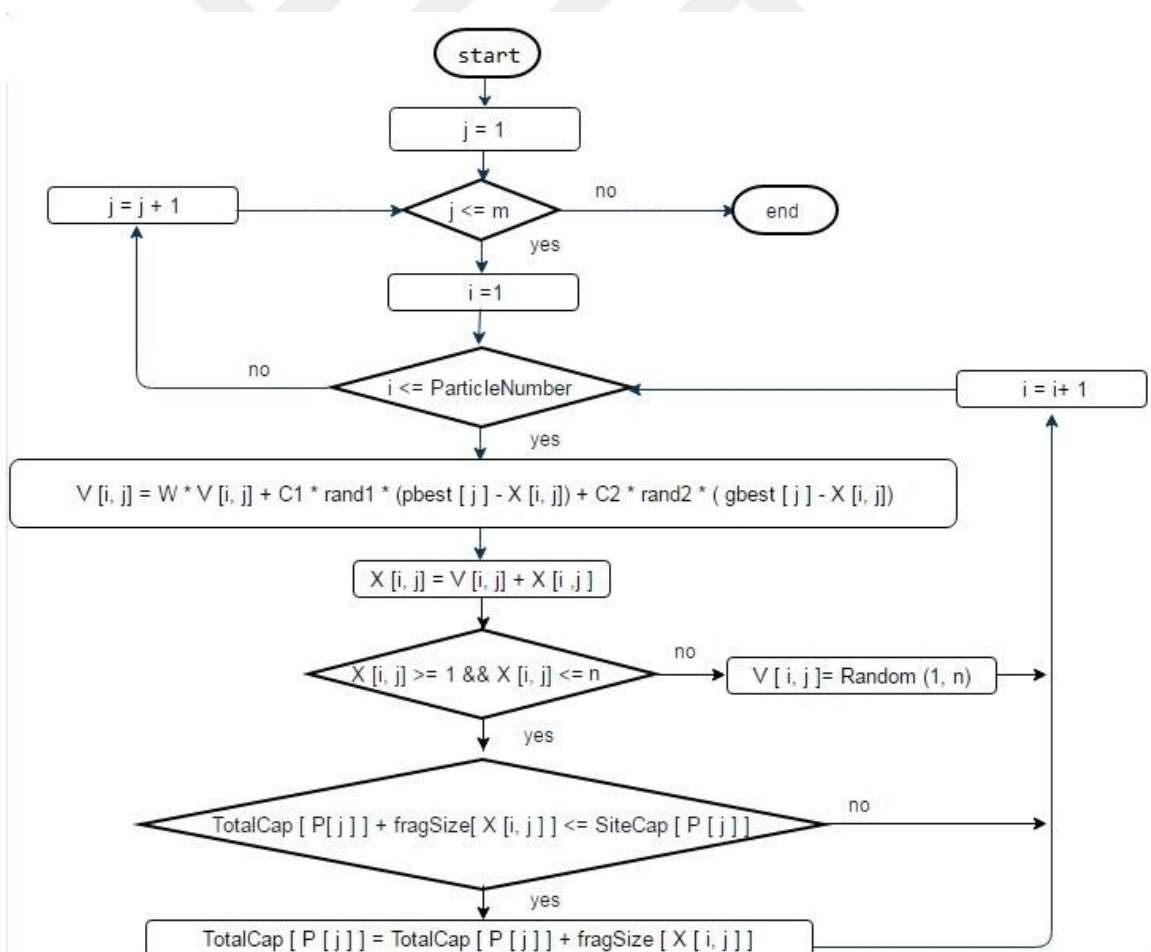 start
j = 1
j = j + 1
j <= m
no
end
yes
i =1
no
i <= ParticleNumber
i = i+ 1
yes
V [i, j] = W * V [i, j] + C1 * rand1 * (pbest [ j ] - X [i, j]) + C2 * rand2 * ( gbest [ j ] - X [i, j])
X [i, j] = V [i, j] + X [i ,j ]
X [i, j] >= 1 && X [i, j] <= n
no
V [ i, j ]= Random (1, n)
yes
TotalCap [ P[ j ] ] + fragSize[ X [i, j ] ] <= SiteCap [ P [ j ] ]
no
yes
TotalCap [ P [ j ] ] = TotalCap [ P [ j ] ] + fragSize [ X [ i, j ] ]